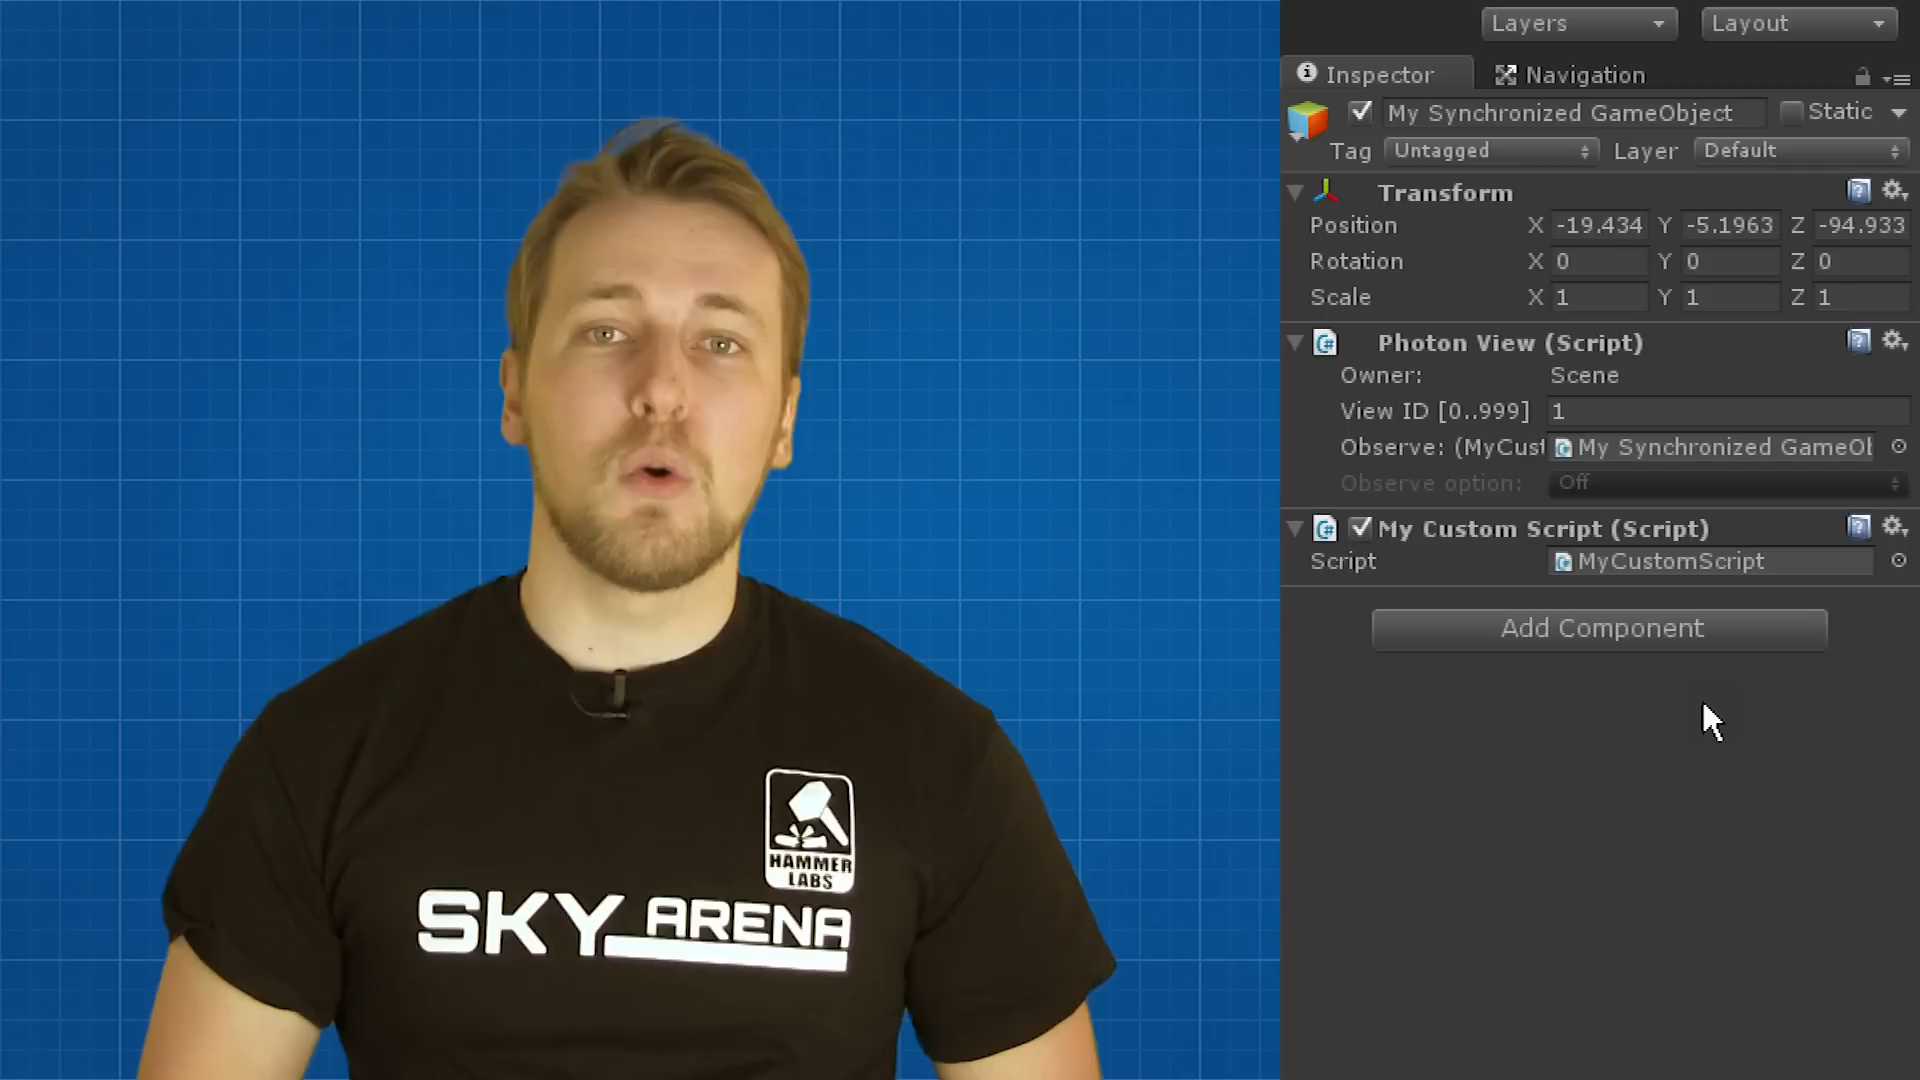 Layers Layout
Inspector Navigation
My Synchronized GameObject Static
Tag Untagged Layer Default
Transform
Position X -19.434 Y -5.1963 Z -94.933
Rotation X 0 Y 0 Z 0
Scale X 1 Y 1 Z 1
Photon View (Script)
Owner: Scene
View ID [0..999] 1
Observe: (MyCust My Synchronized GameOb
Observe option: Off
My Custom Script (Script)
Script MyCustomScript
Add Component
HAMMER
LABS
SKY ARENA